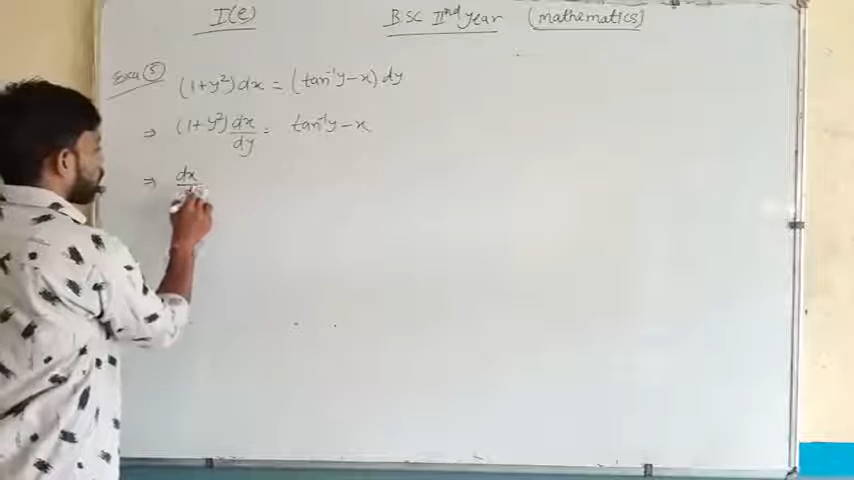 I(e) BSC IInd year (mathematics)
Exa (5) (1+y²)dx = (tan⁻¹y-x)dy
⇒ (1+y²)dx/dy = tan⁻¹y-x
⇒ dx